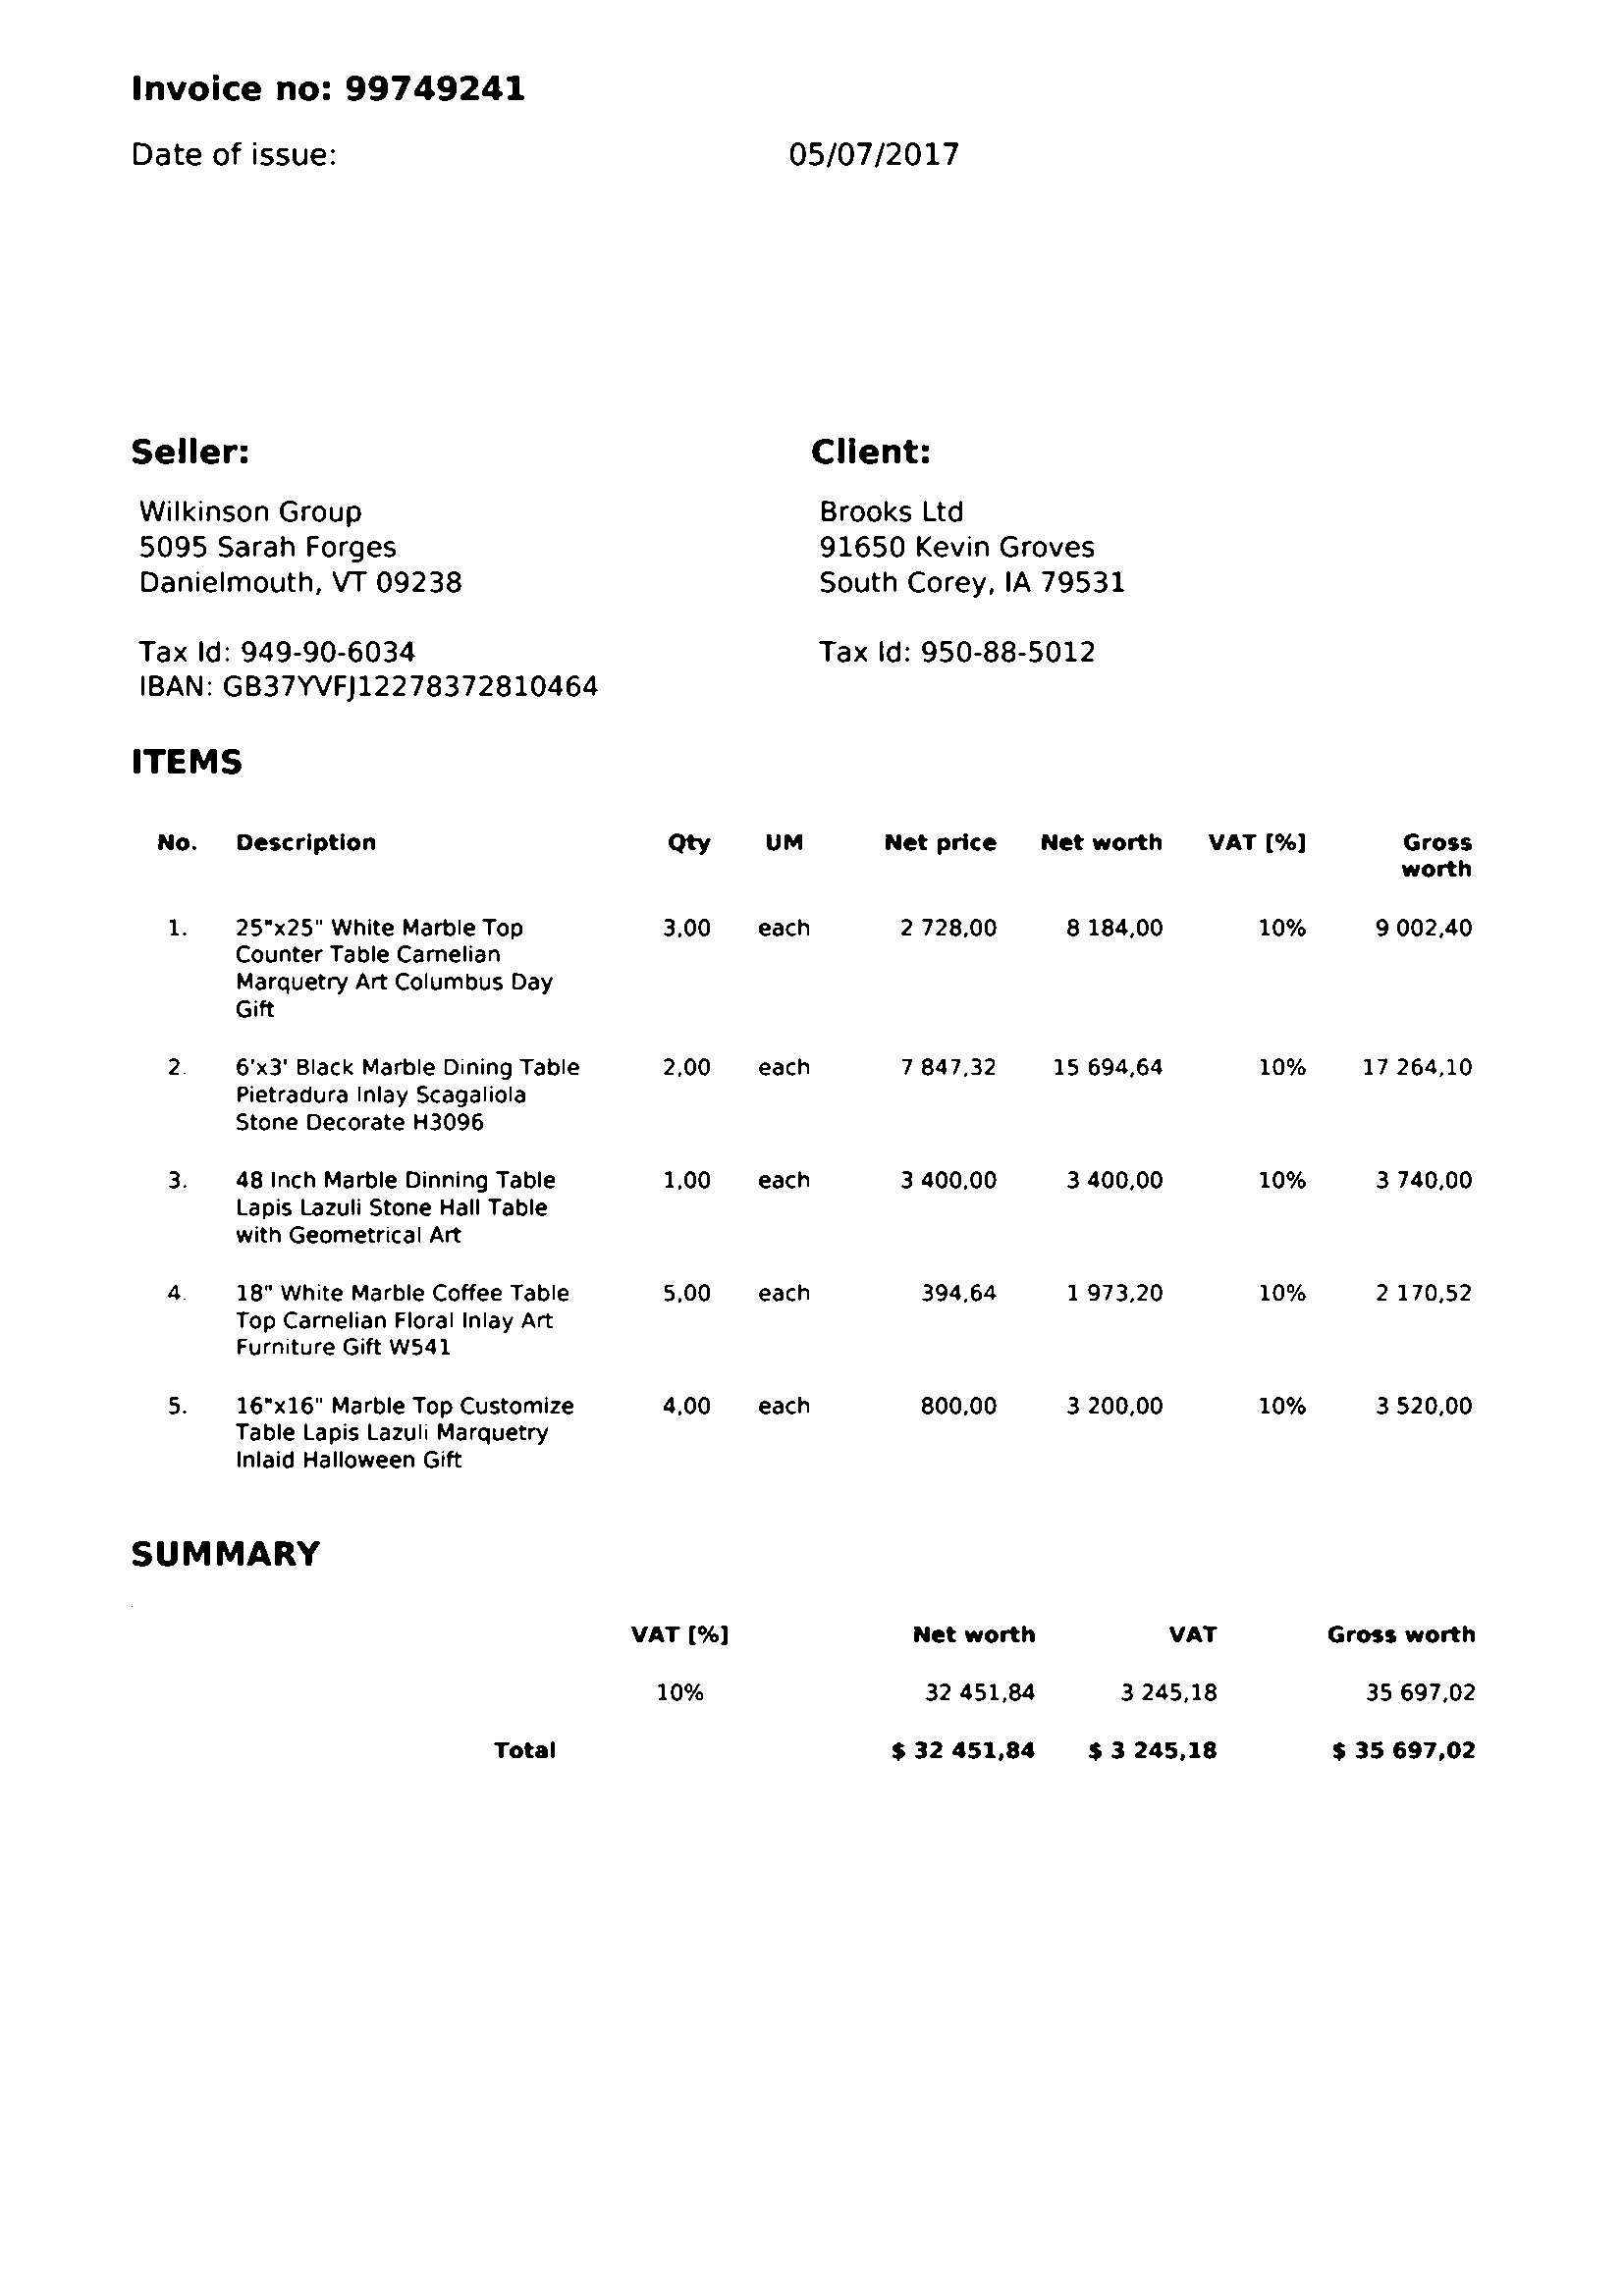 Invoice no: 99749241
Date of issue: 05/07/2017
Seller: Client:
Wilkinson Group Brooks Ltd
5095 Sarah Forges 91650 Kevin Groves
Danielmouth, VT 09238 South Corey, IA 79531
Tax Id: 949-90-6034 Tax Id: 950-88-5012
IBAN: GB37YVFJ12278372810464
ITEMS
No. Description Qty UM Net price Net worth VAT [%] Gross
worth
1. 25"x25" White Marble Top 3,00 each 2 728,00 8 184,00 10% 9 002,40
Counter Table Carnelian
Marquetry Art Columbus Day
Gift
2. 6'x3' Black Marble Dining Table 2,00 each 7 847,32 15 694,64 10% 17 264,10
Pietradura Inlay Scagaliola
Stone Decorate H3096
3. 48 Inch Marble Dinning Table 1,00 each 3 400,00 3 400,00 10% 3 740,00
Lapis Lazuli Stone Hall Table
with Geometrical Art
4. 18" White Marble Coffee Table 5,00 each 394,64 1 973,20 10% 2 170,52
Top Carnelian Floral Inlay Art
Furniture Gift W541
5. 16"x16" Marble Top Customize 4,00 each 800,00 3 200,00 10% 3 520,00
Table Lapis Lazuli Marquetry
Inlaid Halloween Gift
SUMMARY
VAT [%] Net worth VAT Gross worth
10% 32 451,84 3 245,18 35 697,02
Total $ 32 451,84 $ 3 245,18 $ 35 697,02